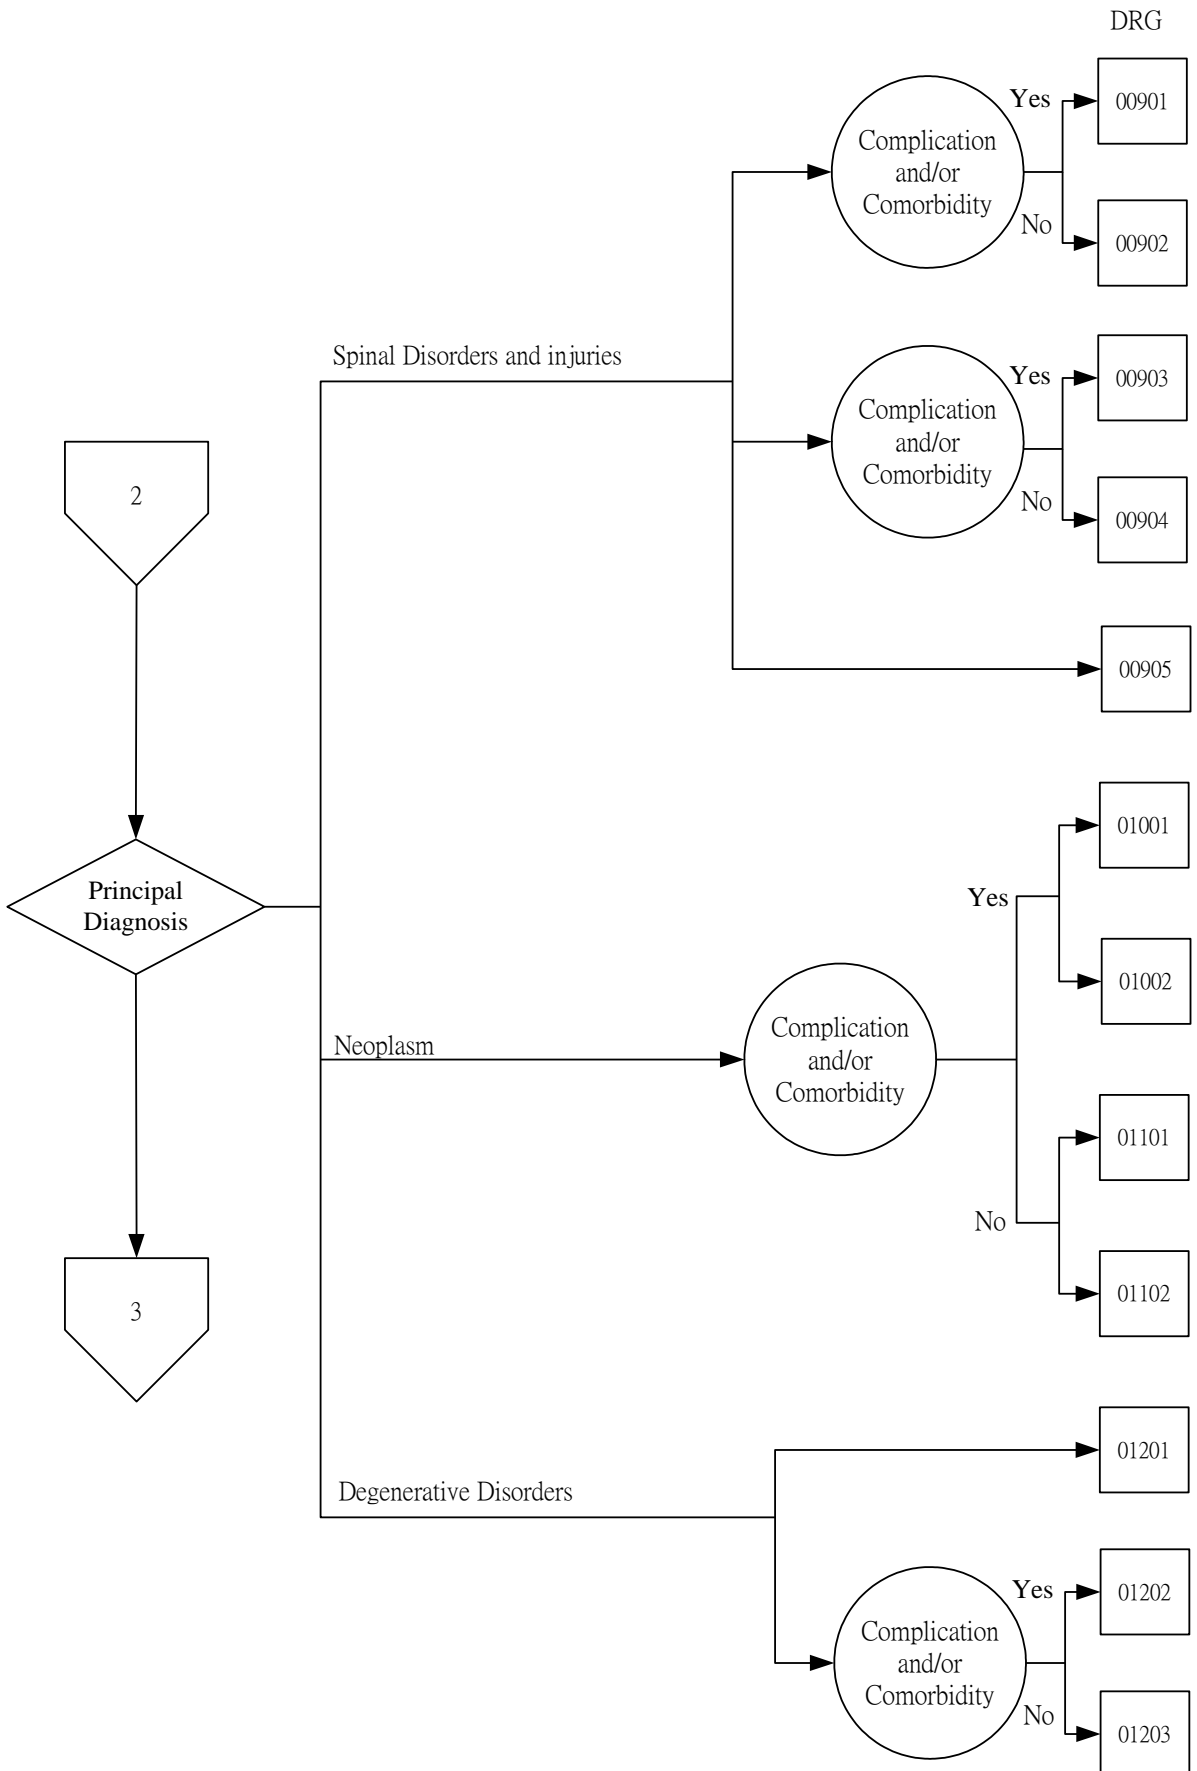 DRG
Yes
00901
Complication
and/or
Comorbidity
No
00902
Spinal Disorders and injuries
Yes
00903
Complication
and/or
Comorbidity
No
00904
2
00905
01001
Principal
Diagnosis
Yes
01002
Neoplasm
Complication
and/or
Comorbidity
01101
No
01102
3
01201
Degenerative Disorders
Yes
01202
Complication
and/or
Comorbidity
No
01203